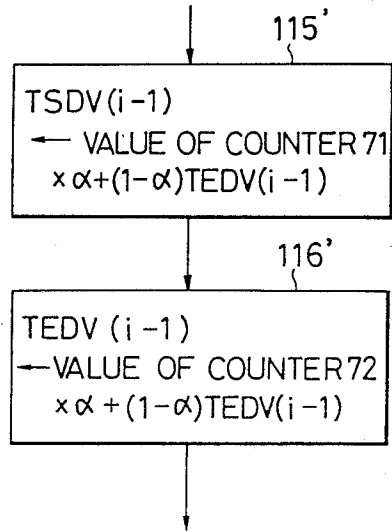 115'
TSDV(i-1)
← VALUE OF COUNTER 71
×α+(1-α)TEDV(i-1)
116'
TEDV (i-1)
← VALUE OF COUNTER 72
×α + (1-α)TEDV(i-1)